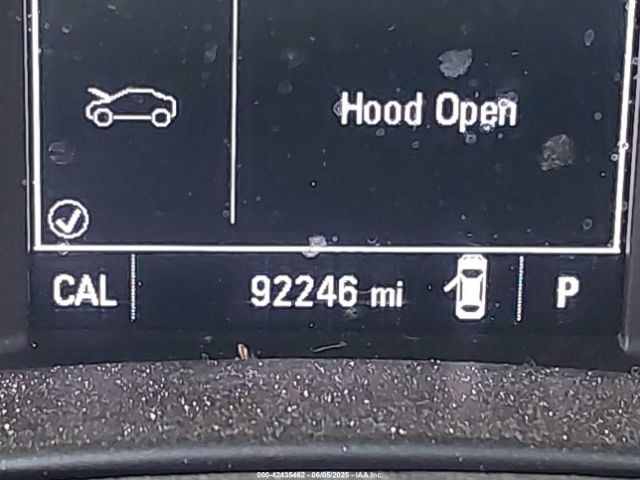 Hood Open
CAL 92246 mi P
000-42435462 - 06/05/2025 - IAA Inc.